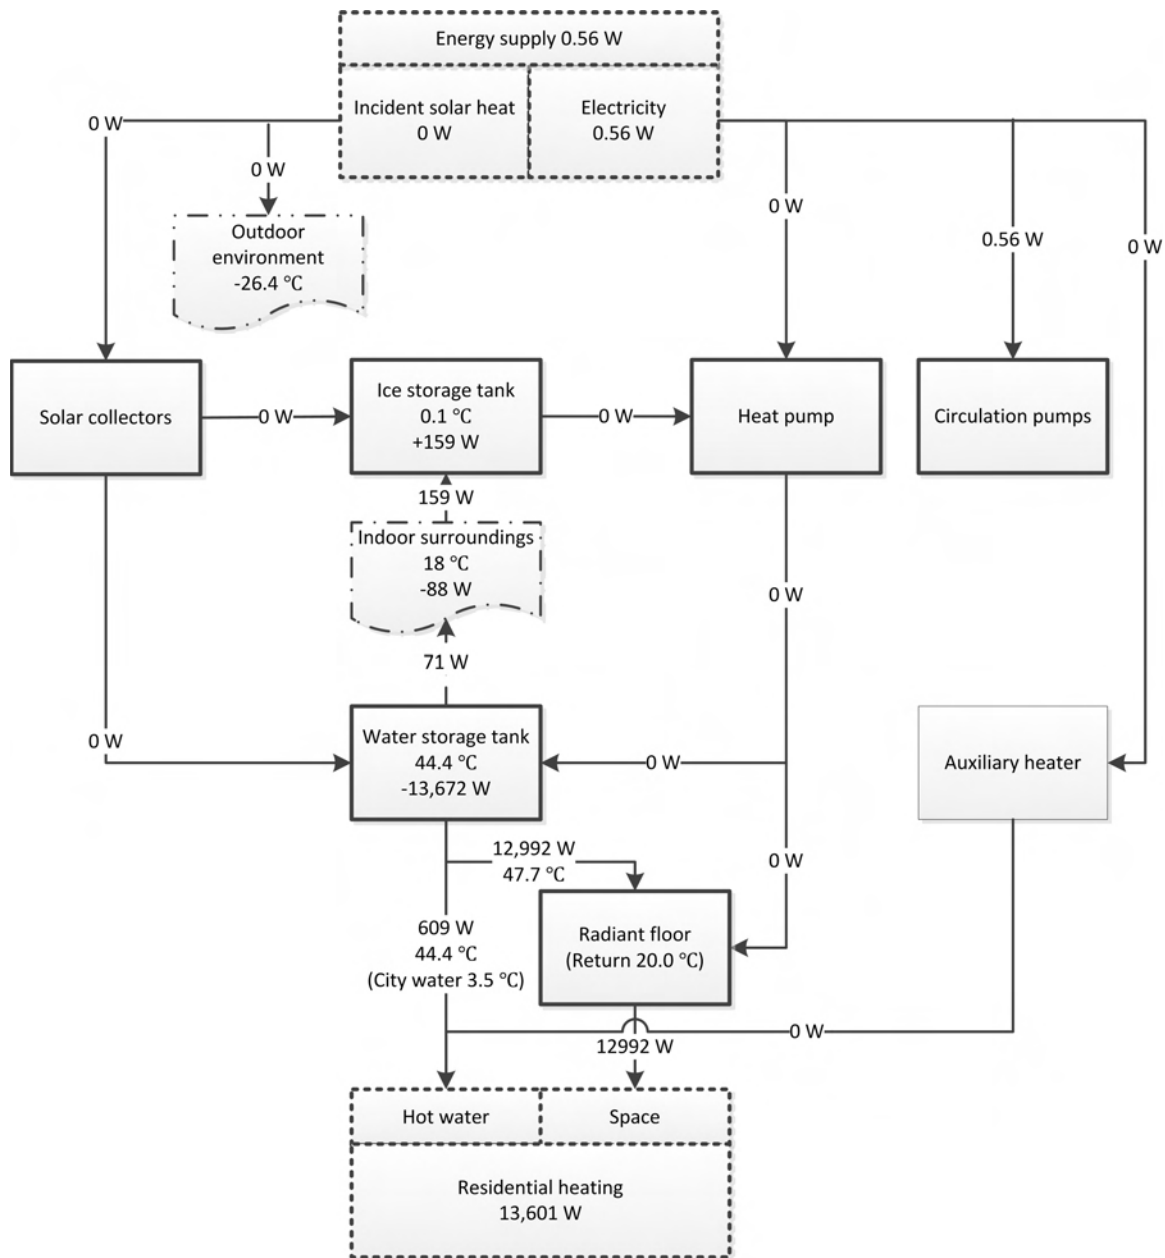 Energy supply 0.56 W
Incident solar heat
0 W
Electricity
0.56 W
0 W
0 W
0 W
0.56 W
0 W
Outdoor
environment
-26.4 ℃
Solar collectors
0 W
Ice storage tank
0.1 ℃
+159 W
0 W
Heat pump
Circulation pumps
159 W
Indoor surroundings
18 ℃
-88 W
0 W
71 W
0 W
Water storage tank
44.4 ℃
-13,672 W
0 W
Auxiliary heater
12,992 W
47.7 ℃
0 W
609 W
44.4 ℃
(City water 3.5 ℃)
Radiant floor
(Return 20.0 ℃)
0 W
12992 W
Hot water
Space
Residential heating
13,601 W